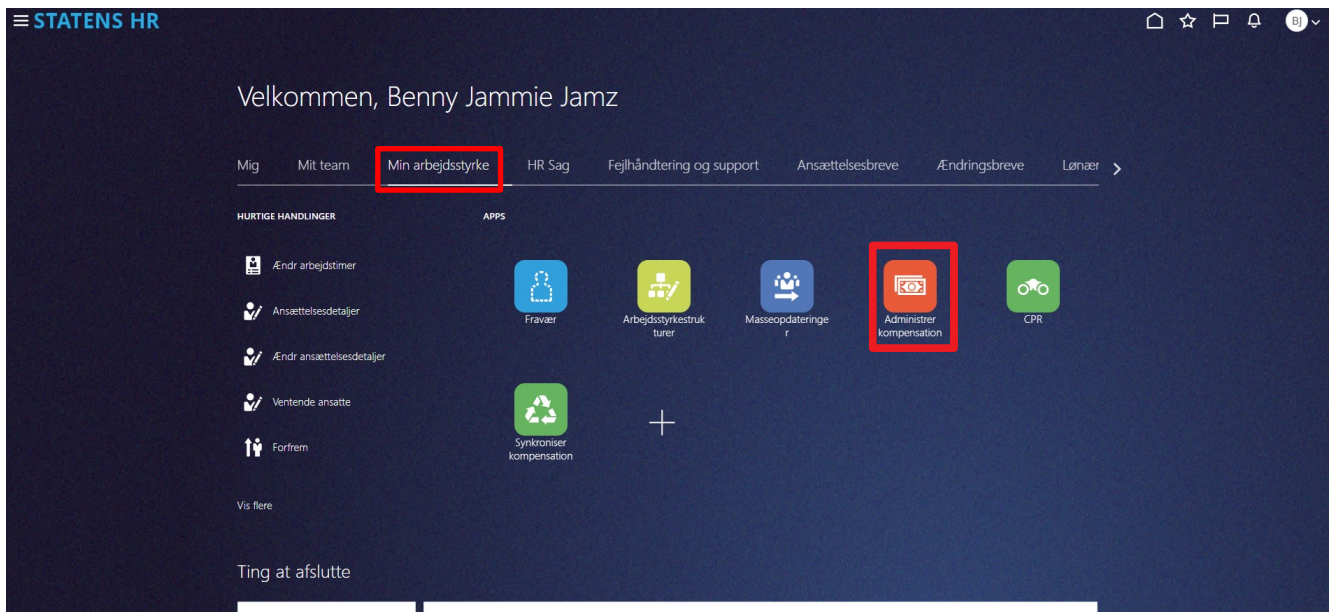 STATENS HR
BJ
Velkommen, Benny Jammie Jamz
Mig Mit team Min arbejdsstyrke HR Sag Fejlhåndtering og support Ansættelsesbreve Ændringsbreve Lønær
HURTIGE HANDLINGER
APPS
Ændr arbejdstimer
Ansættelsesdetaljer
Ændr ansættelsesdetaljer
Ventende ansatte
Forfrem
Vis flere
Fravær
Arbejdsstyrkestruk
turer
Masseopdateringe
r
Administrer
kompensation
CPR
Synkroniser
kompensation
Ting at afslutte